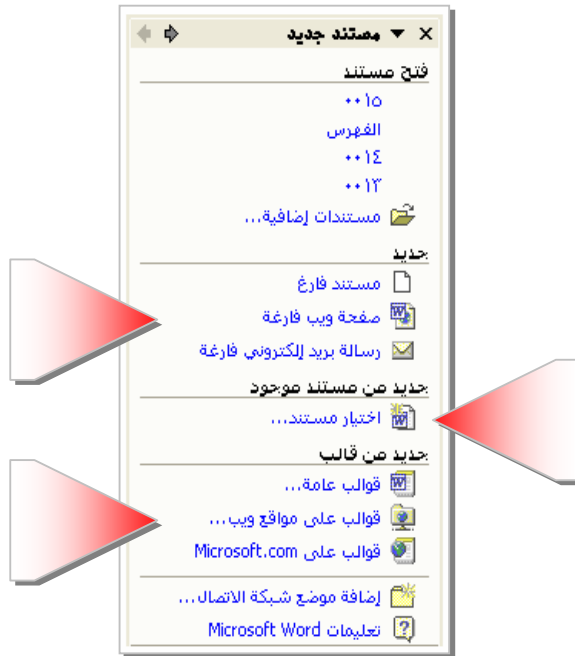 مستند جديد
فتح مستند
٠٠١٥
الفهرس
٠٠١٤
٠٠١٣
مستندات إضافية...
جديد
مستند فارغ
صفحة ويب فارغة
رسالة بريد إلكتروني فارغة
جديد من مستند موجود
اختيار مستند...
جديد من قالب
قوالب عامة...
قوالب على مواقع ويب...
قوالب على Microsoft.com
إضافة موضع شبكة الاتصال...
تعليمات Microsoft Word